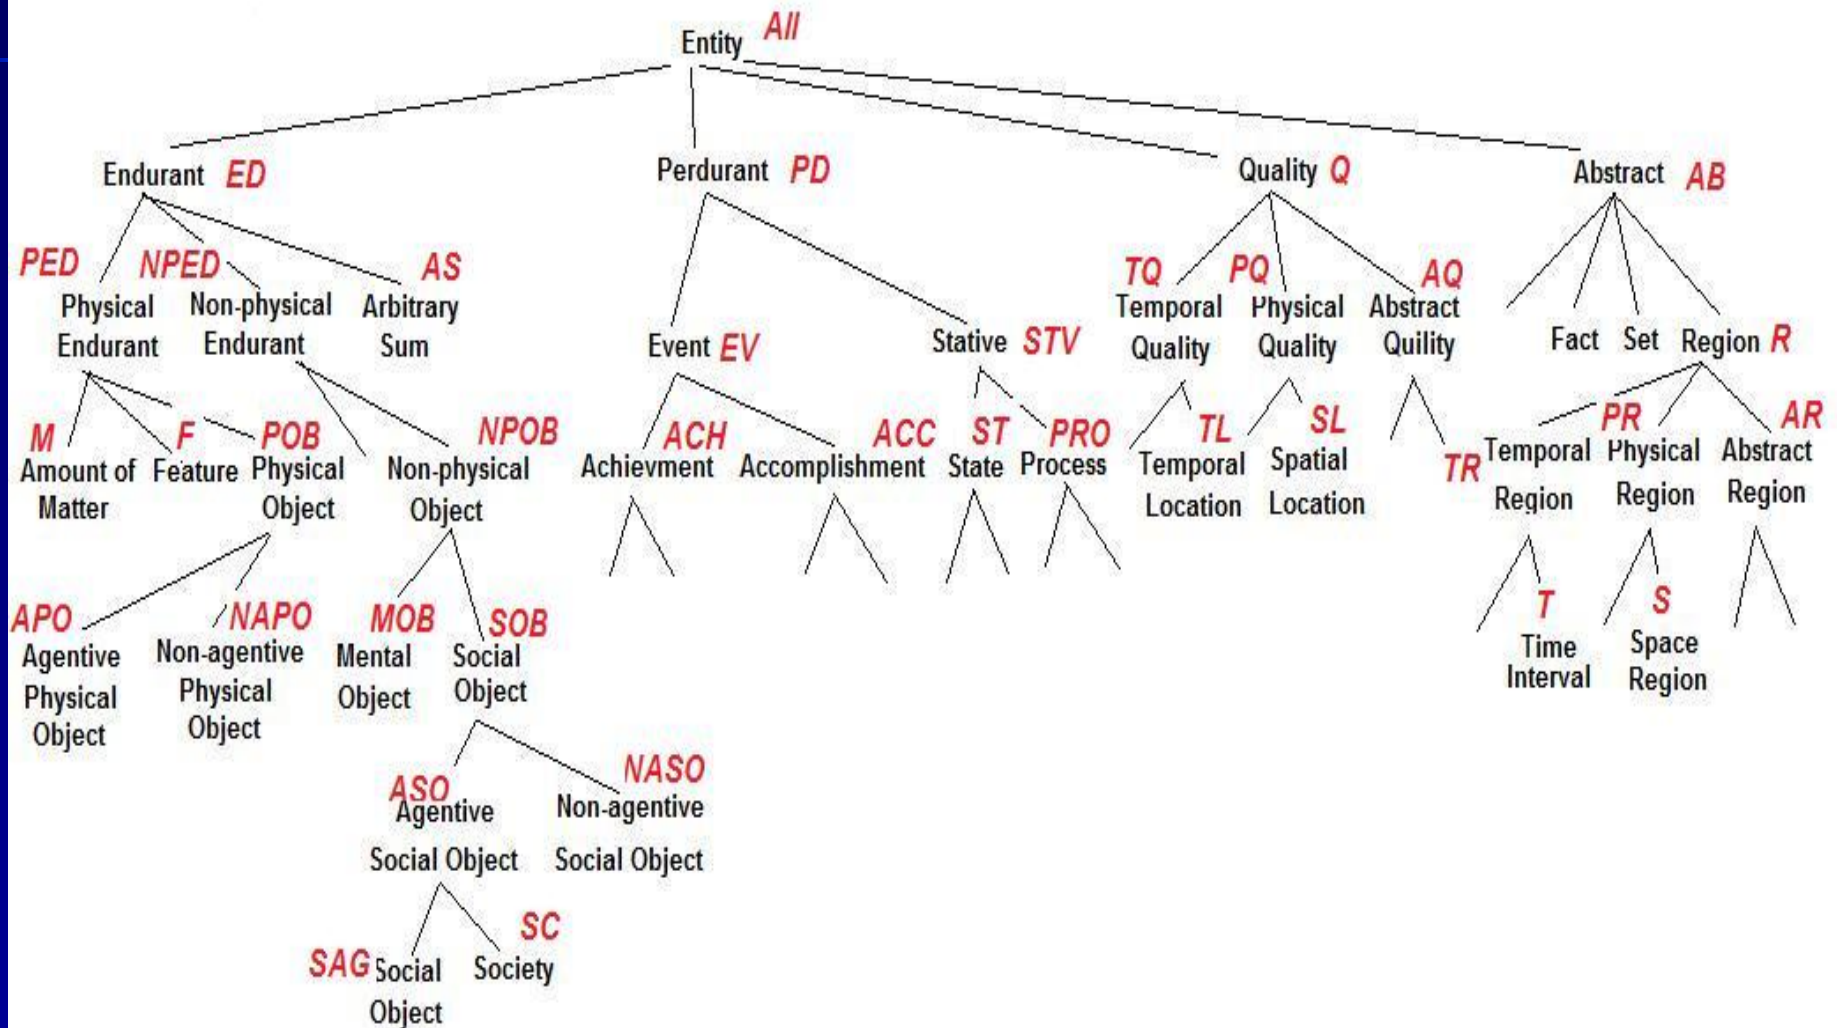 Entity All
Endurant ED Perdurant PD Quality Q Abstract AB
PED NPED AS TQ PQ AQ
Physical Non-physical Arbitrary Temporal Physical Abstract
Endurant Endurant Sum Quality Quality Quility
Event EV Stative STV Fact Set Region R
M F POB NPOB ACH ACC ST PRO TL SL TR PR AR
Amount of Feature Physical Non-physical Achievment Accomplishment State Process Temporal Spatial Temporal Physical Abstract
Matter Object Object Location Location Region Region Region
APO NAPO MOB SOB T S
Agentive Non-agentive Mental Social Time Space
Physical Physical Object Object Interval Region
Object Object
ASO NASO
Agentive Non-agentive
Social Object Social Object
SAG SC
Social Society
Object